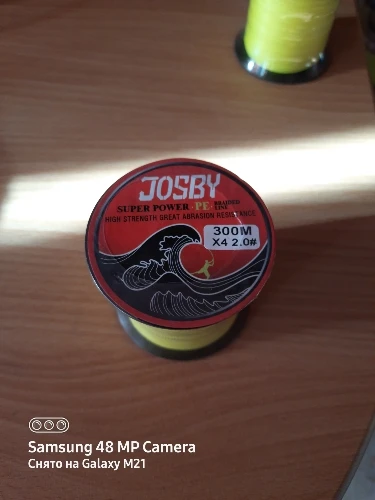 JOSBY
SUPER POWER PE BRAIDED LINE
HIGH STRENGTH GREAT ABRASION RESISTANCE
300M
X4 2.0#
Samsung 48 MP Camera
Снято на Galaxy M21